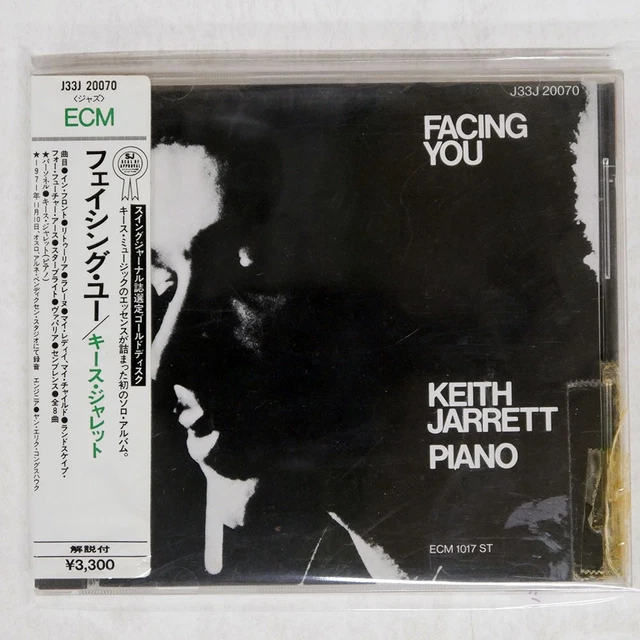 J33J 20070
〈ジャズ〉
ECM
SJ
SEAL OF
APPROVAL
スイングジャーナル誌選定ゴールドディスク
キース・ミュージックのエッセンスが詰まった初のソロ・アルバム。
フェイシング・ユー/キース・ジャレット
曲目●イン・フロント●リトゥーリア●ラレーヌ●マイ・レディ、マイ・チャイルド●ランドスケイプ・
フォー・フューチャー・アース●スターブライト●ヴァパリア●センブレンス●全8曲
★パーソネル●キース・ジャレット(ピアノ)
★1971年11月10日、オスロ、アルネ・ベンディクセン・スタジオにて録音 エンジニア●ヤン・エリク・コングスハウク
解説付
¥3,300
J33J 20070
FACING
YOU
KEITH
JARRETT
PIANO
ECM 1017 ST